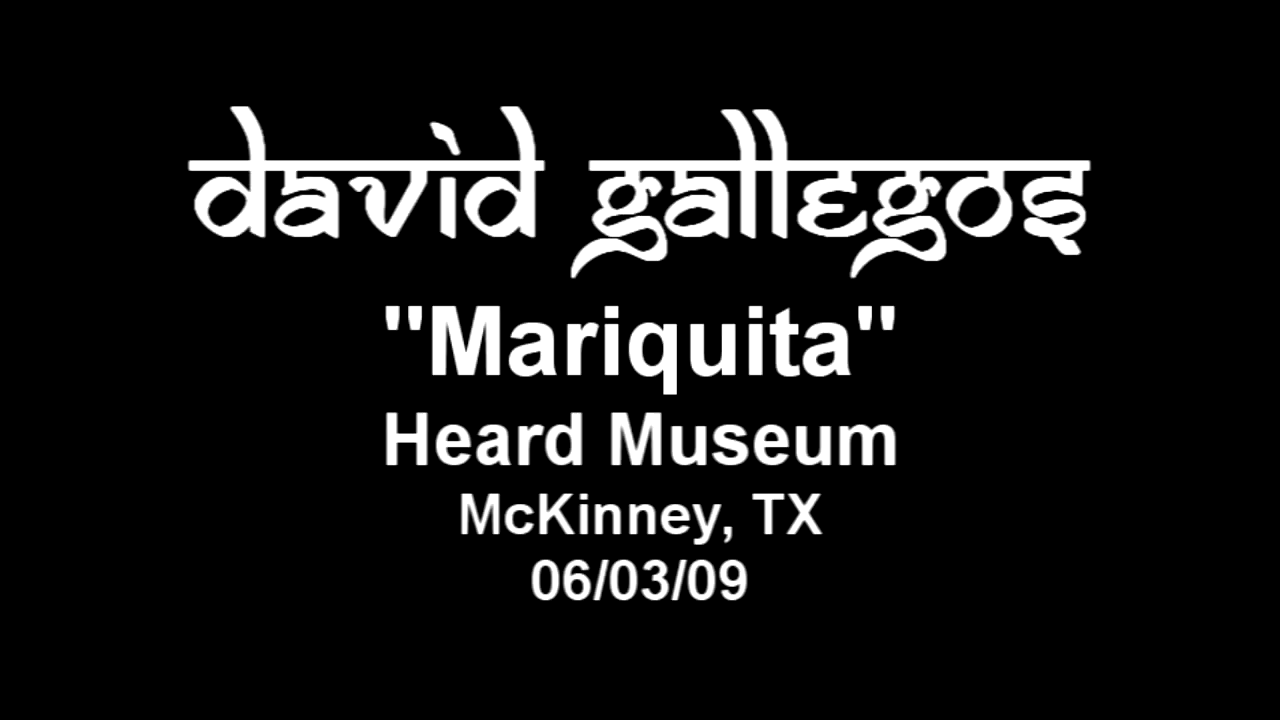 David Gallegos
"Mariquita"
Heard Museum
McKinney, TX
06/03/09